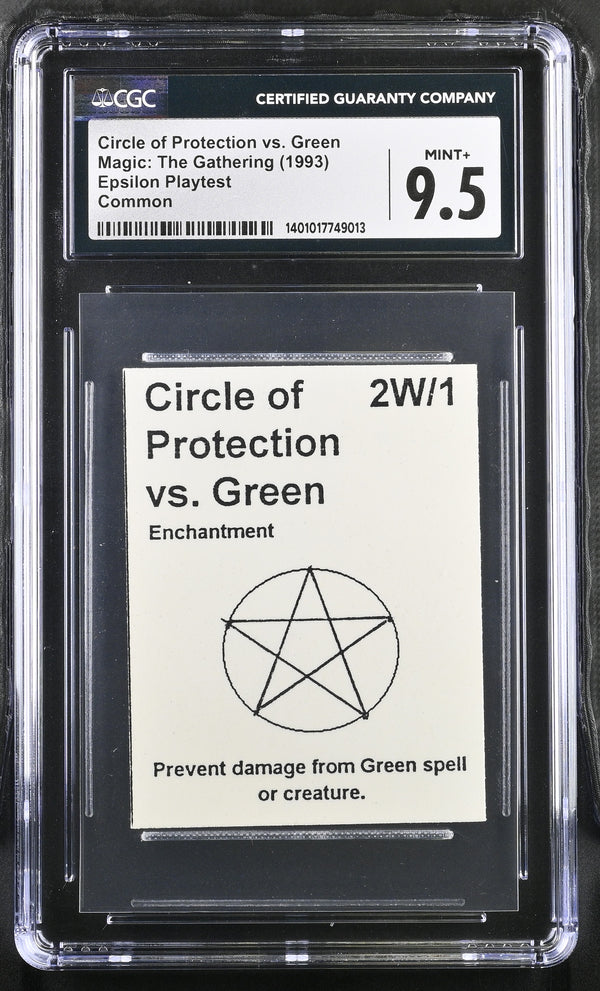 CGC
CERTIFIED GUARANTY COMPANY
Circle of Protection vs. Green
Magic: The Gathering (1993)
Epsilon Playtest
Common
MINT+
9.5
1401017749013
Circle of 2W/1
Protection
vs. Green
Enchantment
Prevent damage from Green spell
or creature.